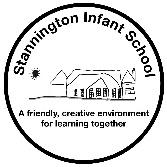 Stannington Infant School
A friendly, creative environment
for learning together